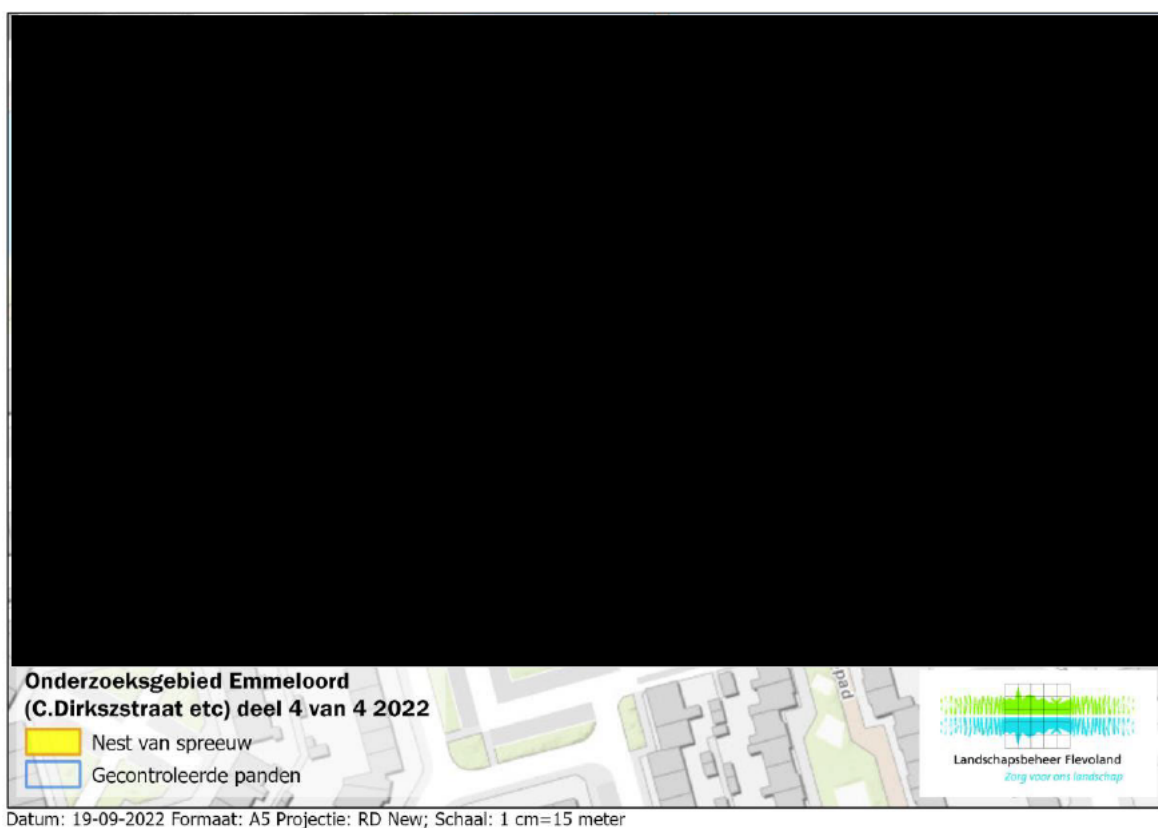 Onderzoeksgebied Emmeloord
(C.Dirkszstraat etc) deel 4 van 4 2022
Nest van spreeuw
Gecontroleerde panden
pad
Landschapsbeheer Flevoland
Zorg voor ons landschap
Datum: 19-09-2022 Formaat: A5 Projectie: RD New; Schaal: 1 cm=15 meter